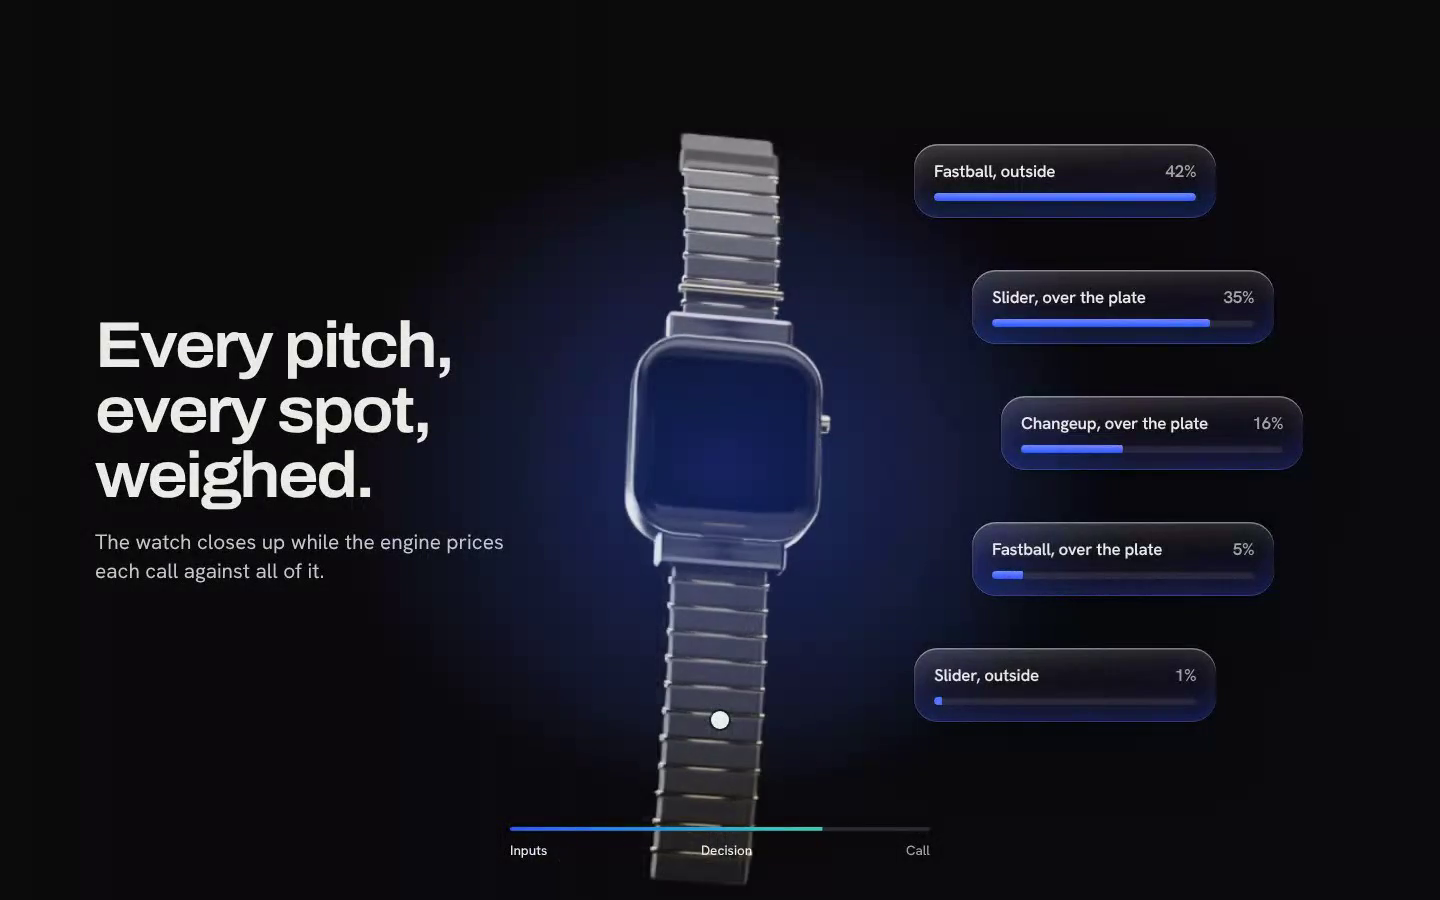 Every pitch,
every spot,
weighed.
The watch closes up while the engine prices
each call against all of it.
Fastball, outside 42%
Slider, over the plate 35%
Changeup, over the plate 16%
Fastball, over the plate 5%
Slider, outside 1%
Inputs Decision Call